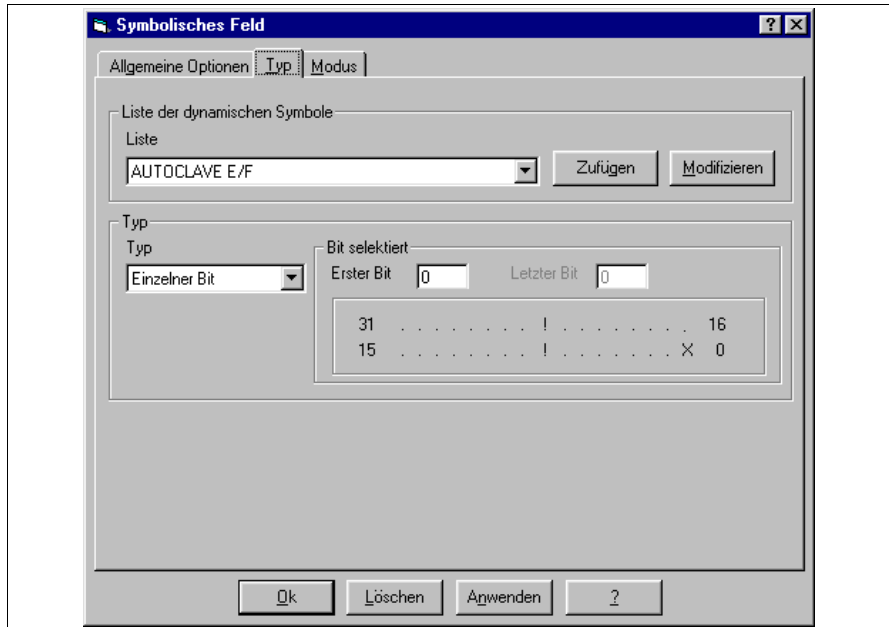 Symbolisches Feld
Allgemeine Optionen Typ Modus
Liste der dynamischen Symbole
Liste
AUTOCLAVE E/F Zufügen Modifizieren
Typ
Typ
Einzelner Bit
Bit selektiert
Erster Bit 0 Letzter Bit 0
31 . . . . . . . . ! . . . . . . . . 16
15 . . . . . . . . ! . . . . . . . X 0
Ok Löschen Anwenden ?